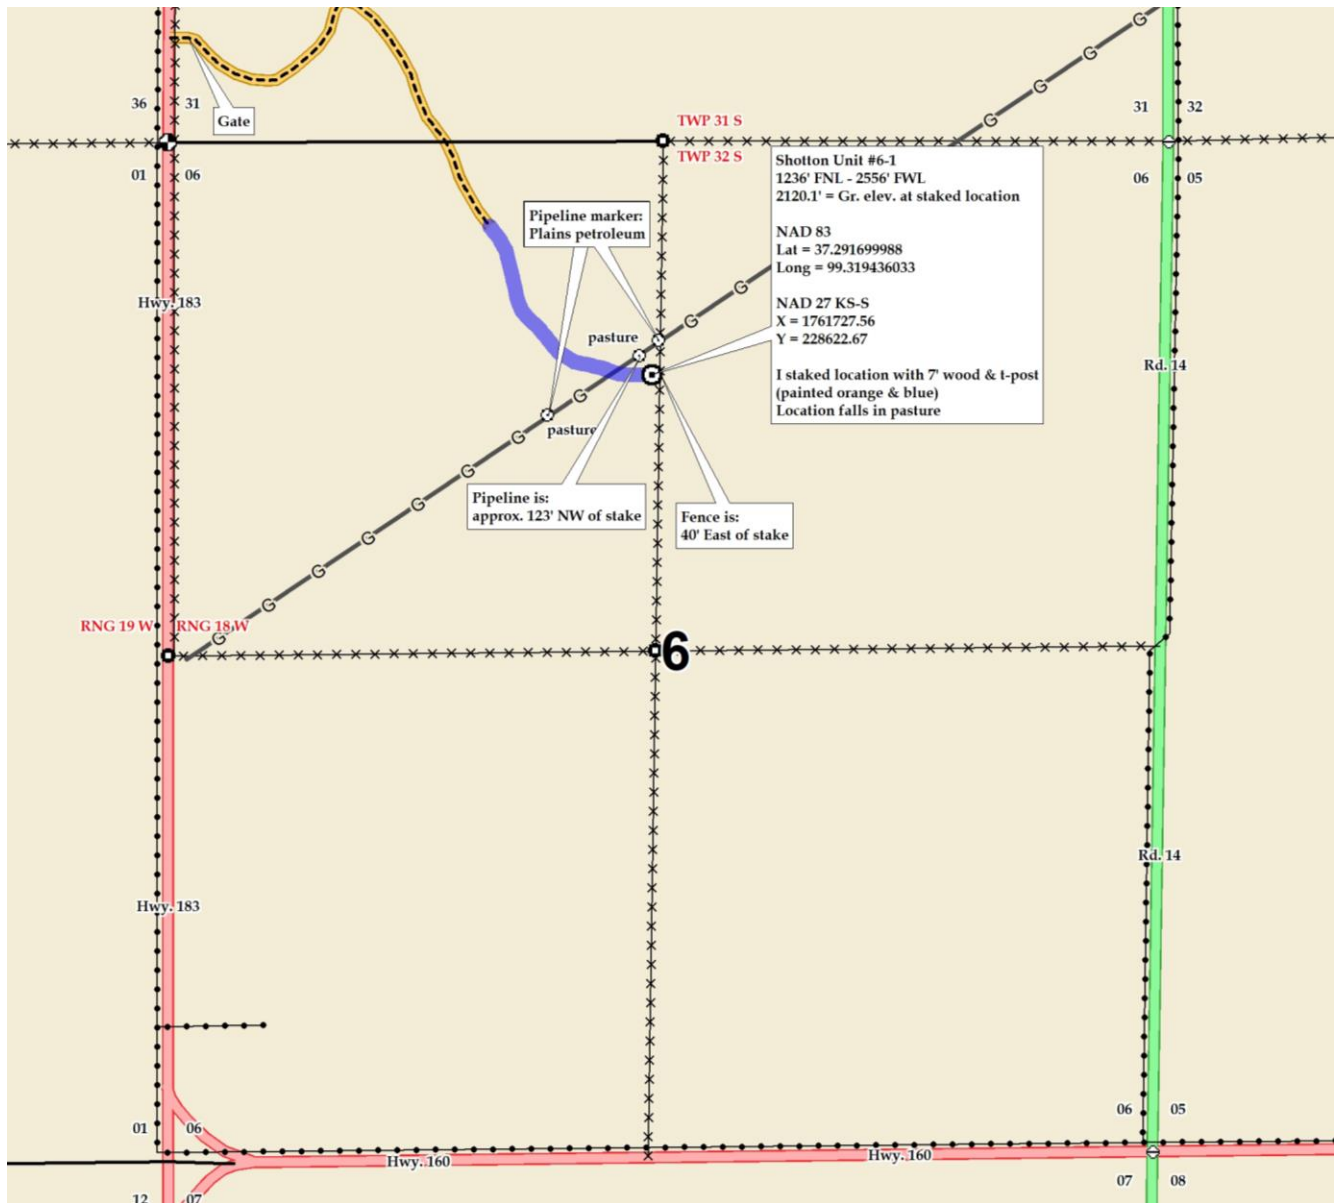 36 31
Gate
31 32
TWP 31 S
TWP 32 S
01 06
06 05
Shotton Unit #6-1
1236' FNL - 2556' FWL
2120.1' = Gr. elev. at staked location
NAD 83
Lat = 37.291699988
Long = 99.319436033
NAD 27 KS-S
X = 1761727.56
Y = 228622.67
I staked location with 7' wood & t-post
(painted orange & blue)
Location falls in pasture
Pipeline marker:
Plains petroleum
G
G
G
G
Hwy. 183
G
G
pasture
Rd. 14
G
pasture
G
G
G
G
G
G
G
Pipeline is:
approx. 123' NW of stake
Fence is:
40' East of stake
RNG 19 W RNG 18 W
6
Rd. 14
Hwy. 183
01 06
06 05
Hwy. 160
Hwy. 160
12 07
07 08